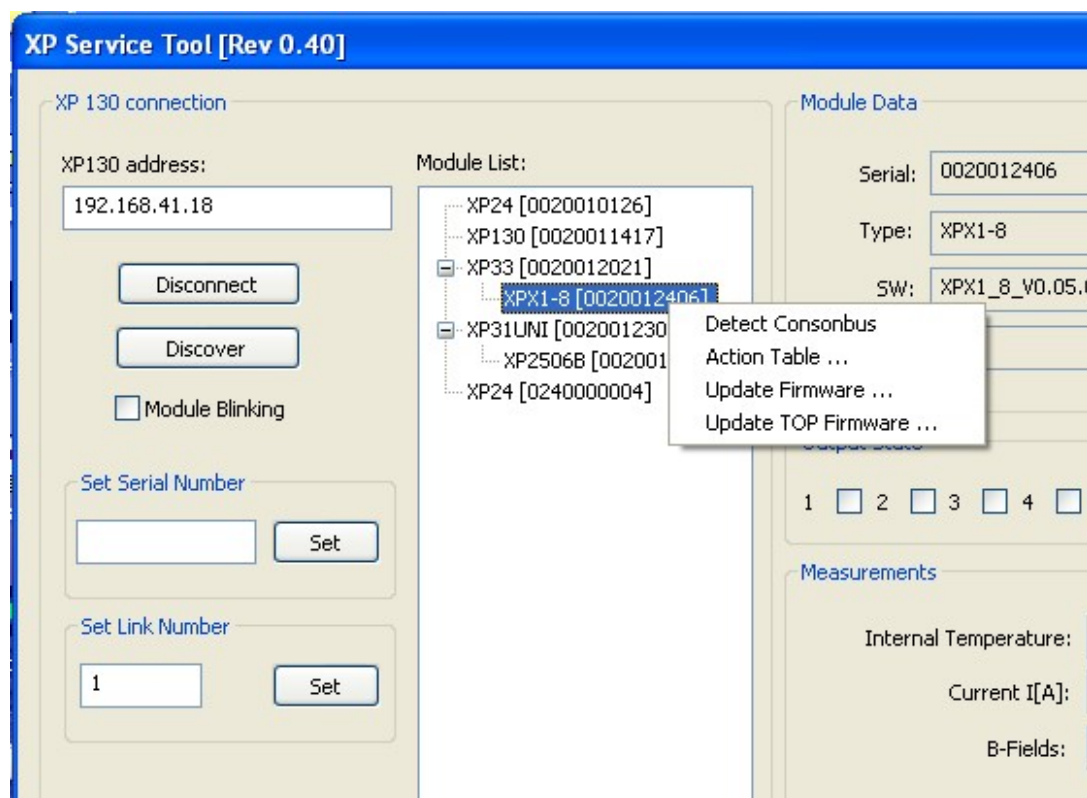 XP Service Tool [Rev 0.40]
XP 130 connection
XP130 address:
192.168.41.18
Disconnect
Discover
Module Blinking
Set Serial Number
Set
Set Link Number
1
Set
Module List:
XP24 [0020010126]
XP130 [0020011417]
XP33 [0020012021]
XPX1-8 [0020012406]
XP31UNI [002001230
XP2506B [002001
XP24 [0240000004]
Detect Consonbus
Action Table ...
Update Firmware ...
Update TOP Firmware ...
Module Data
Serial: 0020012406
Type: XPX1-8
SW: XPX1_8_V0.05.
Output State
1 2 3 4
Measurements
Internal Temperature:
Current I[A]:
B-Fields: